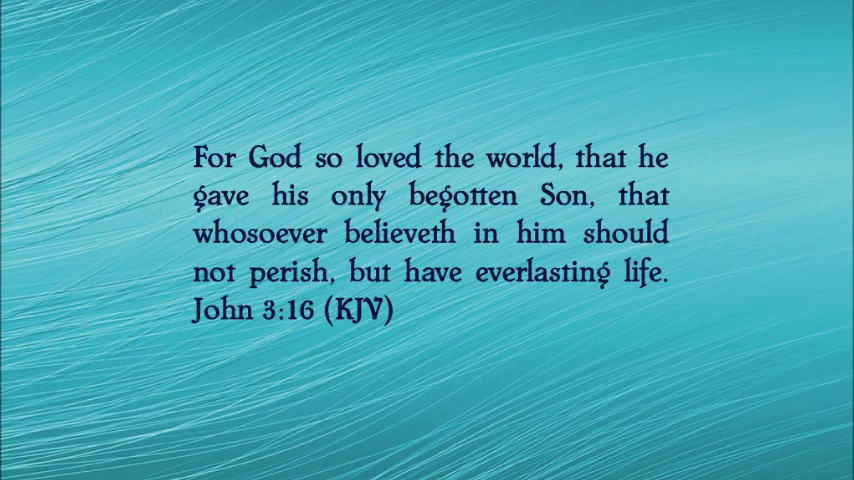 For God so loved the world, that he
gave his only begotten Son, that
whosoever believeth in him should
not perish, but have everlasting life.
John 3:16 (KJV)